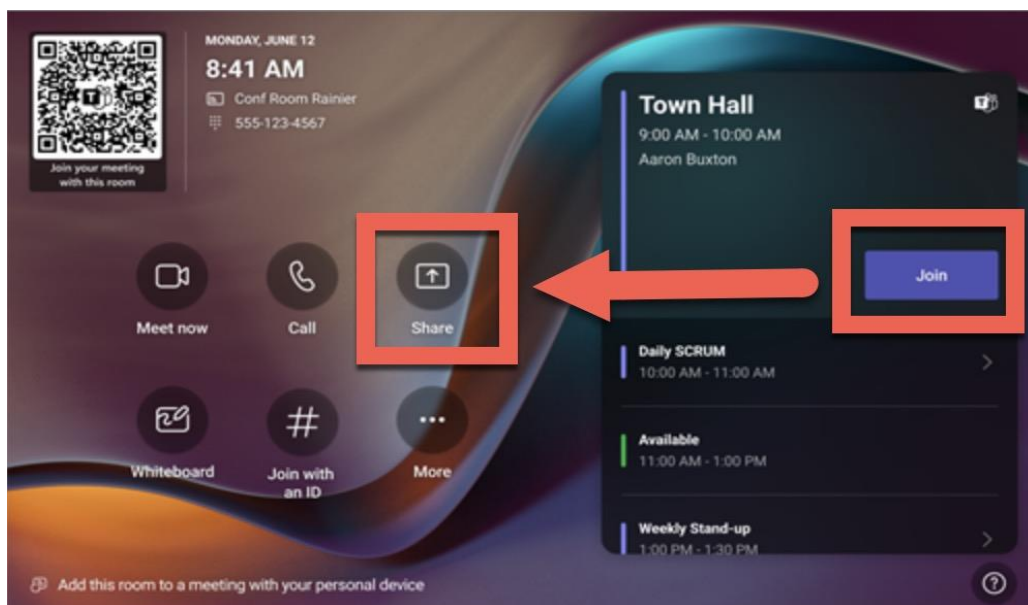 MONDAY, JUNE 12
8:41 AM
Conf Room Rainier
555-123-4567
Join your meeting
with this room
Town Hall
9:00 AM - 10:00 AM
Aaron Buxton
Join
Meet now
Call
Share
Daily SCRUM
10:00 AM - 11:00 AM
Whiteboard
Join with
an ID
More
Available
11:00 AM - 1:00 PM
Weekly Stand-up
1:00 PM - 1:30 PM
Add this room to a meeting with your personal device